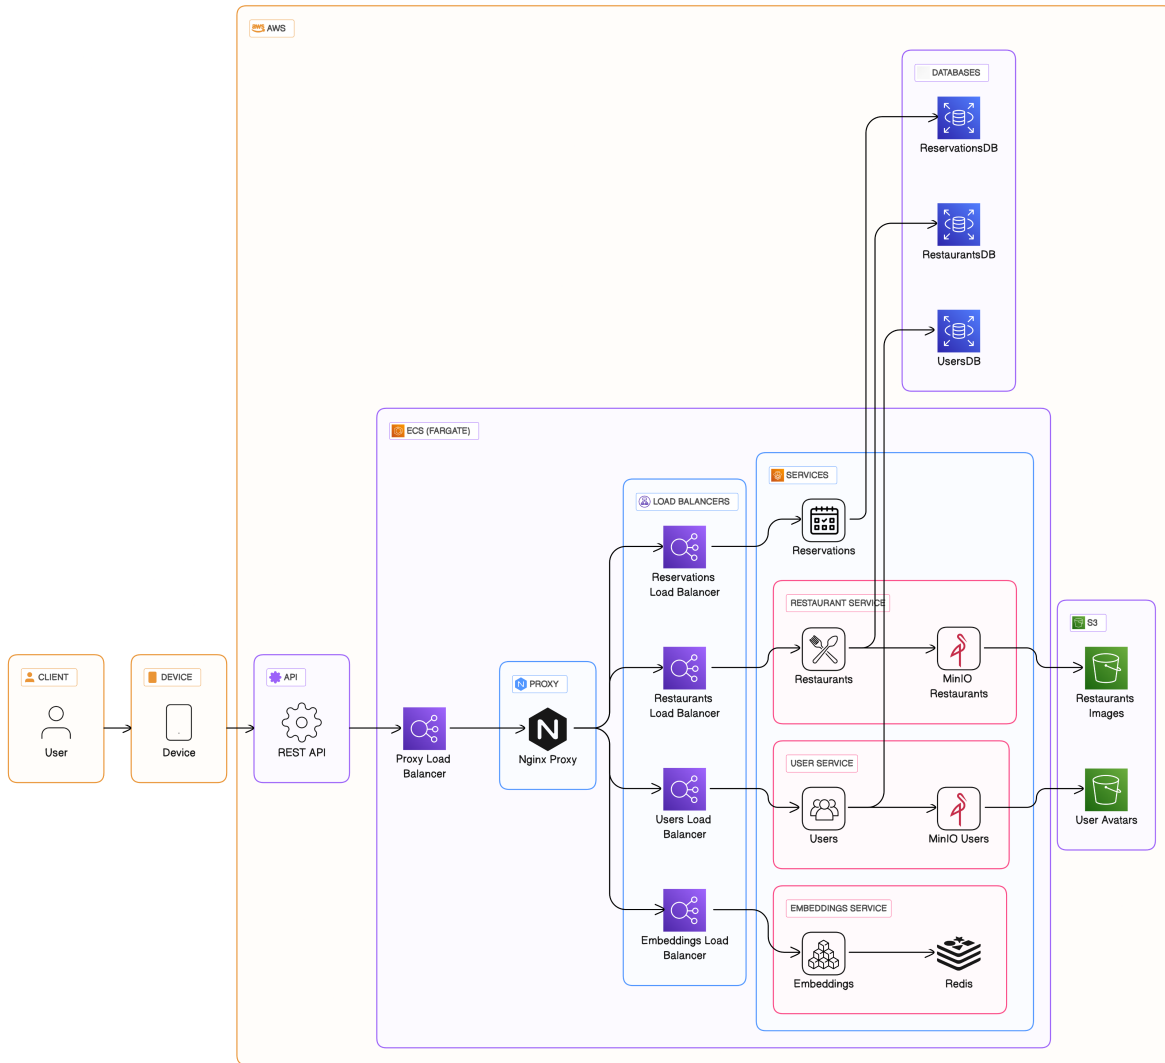 AWS
DATABASES
ReservationsDB
RestaurantsDB
UsersDB
ECS (FARGATE)
LOAD BALANCERS
Reservations
Load Balancer
Restaurants
Load Balancer
Users Load
Balancer
Embeddings Load
Balancer
SERVICES
Reservations
RESTAURANT SERVICE
Restaurants
MinIO
Restaurants
USER SERVICE
Users
MinIO Users
EMBEDDINGS SERVICE
Embeddings
Redis
S3
Restaurants
Images
User Avatars
CLIENT
User
DEVICE
Device
API
REST API
Proxy Load
Balancer
PROXY
Nginx Proxy